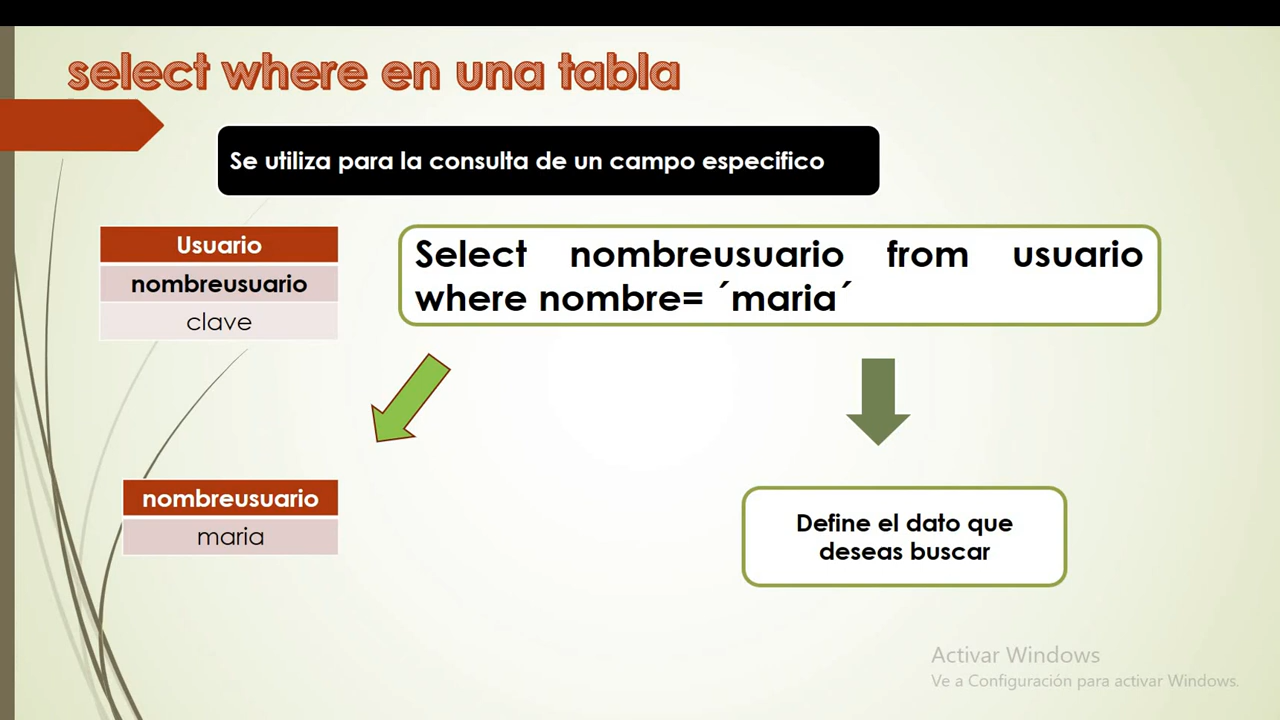 select where en una tabla
Se utiliza para la consulta de un campo especifico
Usuario
nombreusuario
clave
Select nombreusuario from usuario
where nombre= ´maria´
nombreusuario
maria
Define el dato que
deseas buscar
Activar Windows
Ve a Configuración para activar Windows.